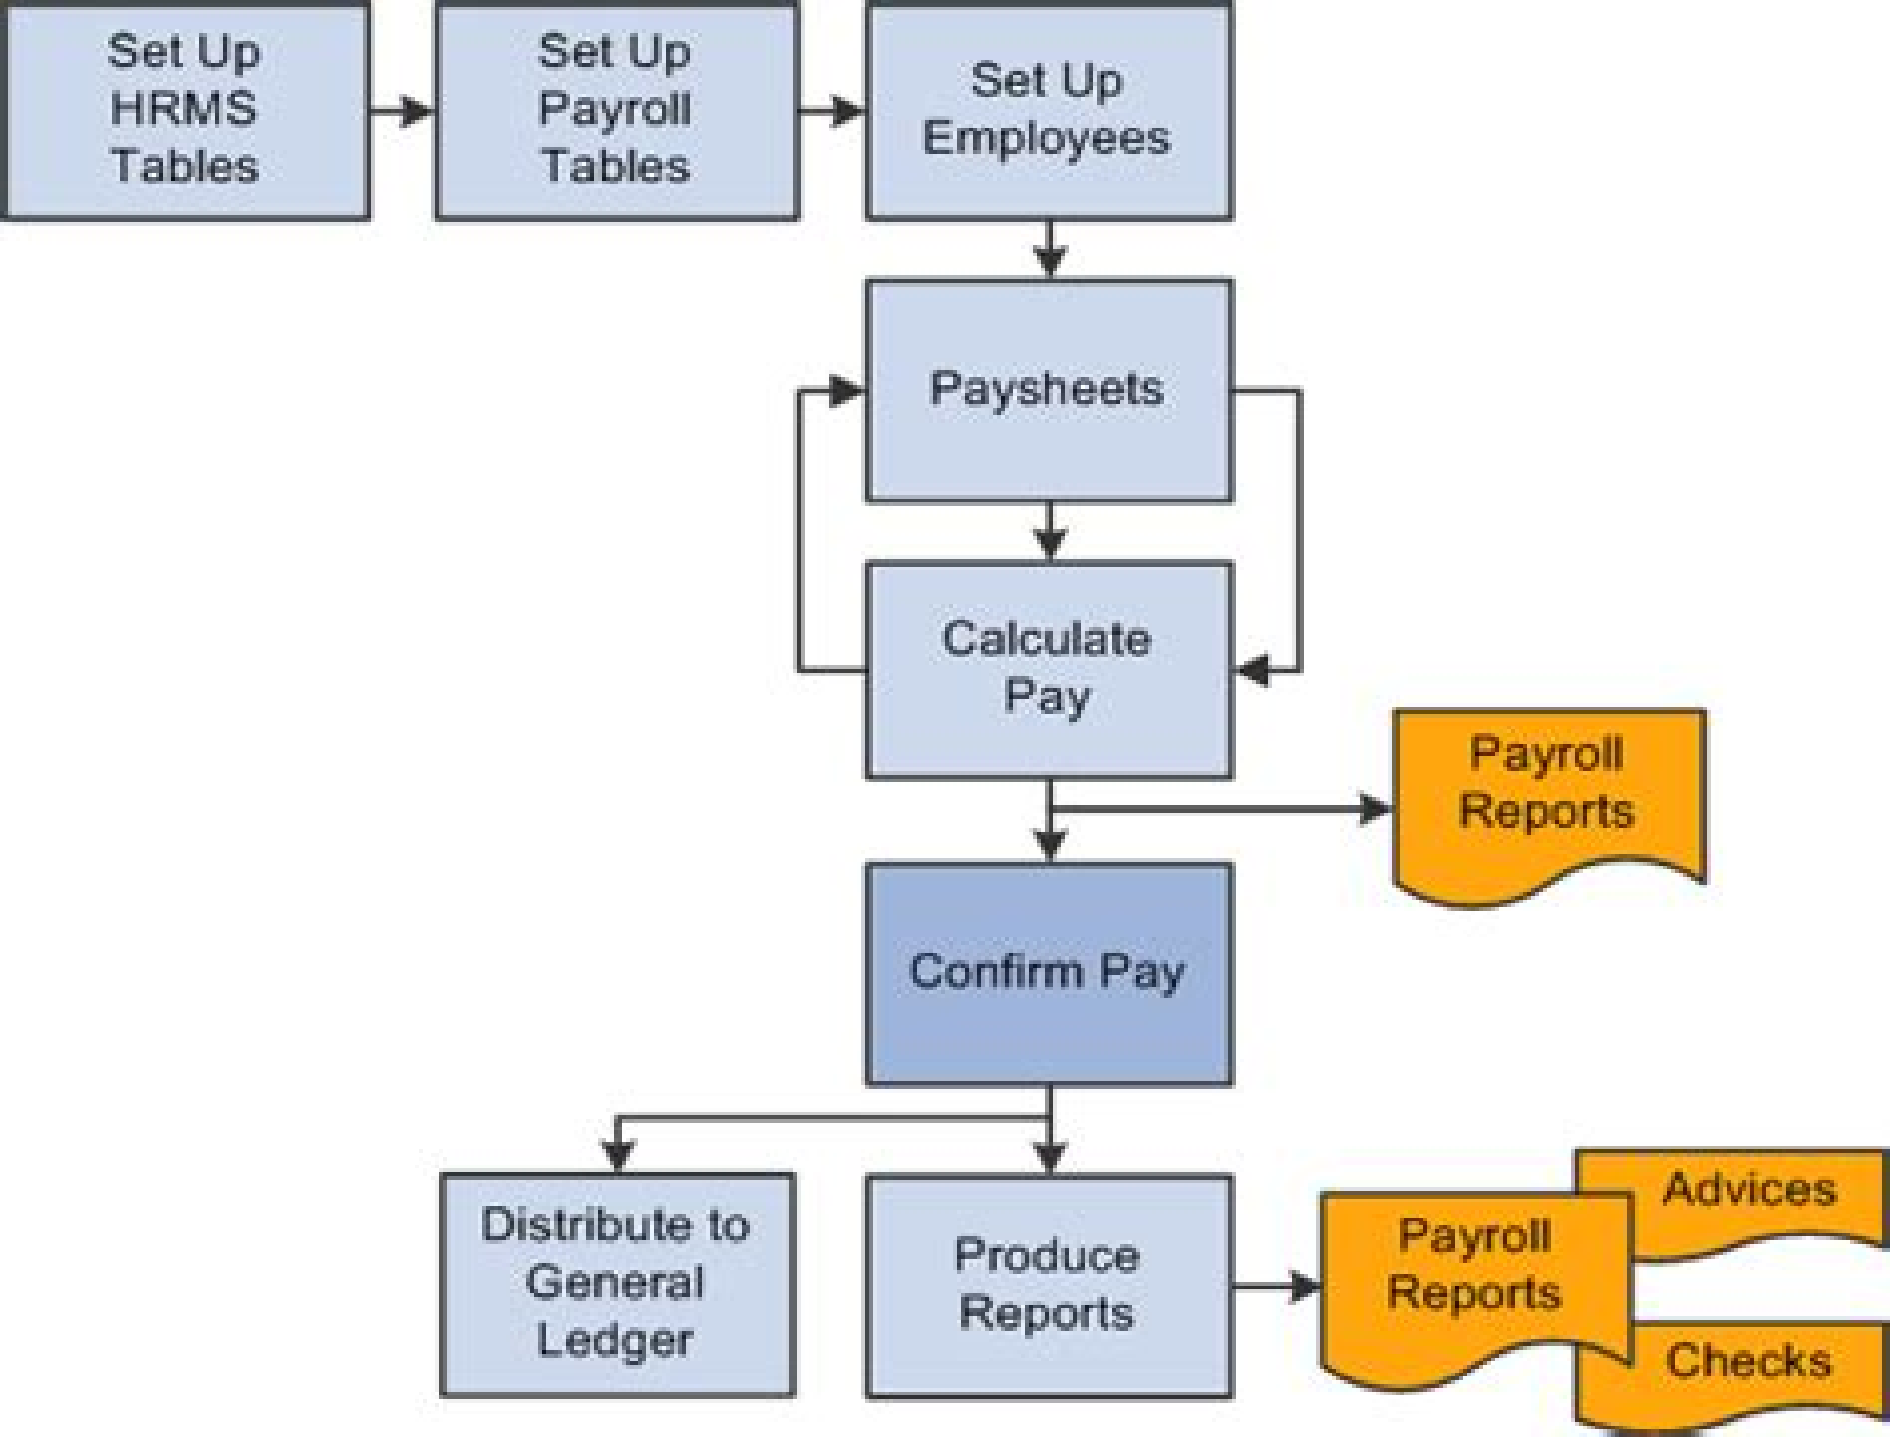 Set Up
HRMS
Tables
Set Up
Payroll
Tables
Set Up
Employees
Paysheets
Calculate
Pay
Payroll
Reports
Confirm Pay
Distribute to
General
Ledger
Produce
Reports
Payroll
Reports
Advices
Checks